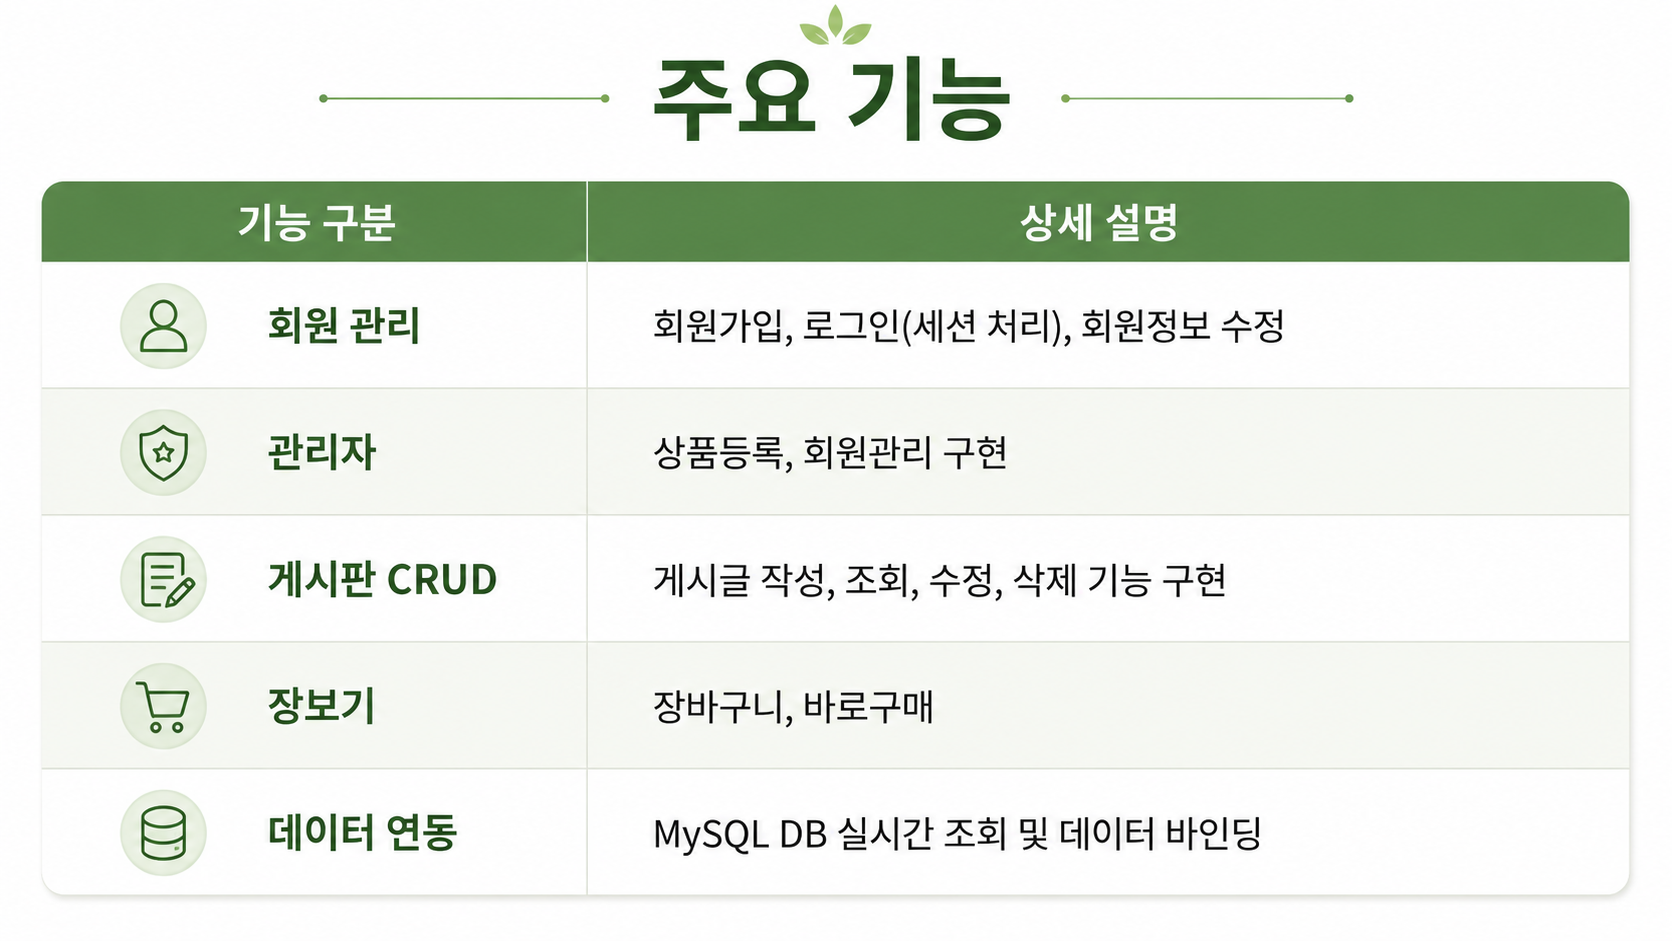 주요 기능
기능 구분
상세 설명
회원 관리
회원가입, 로그인(세션 처리), 회원정보 수정
관리자
상품등록, 회원관리 구현
게시판 CRUD
게시글 작성, 조회, 수정, 삭제 기능 구현
장보기
장바구니, 바로구매
데이터 연동
MySQL DB 실시간 조회 및 데이터 바인딩